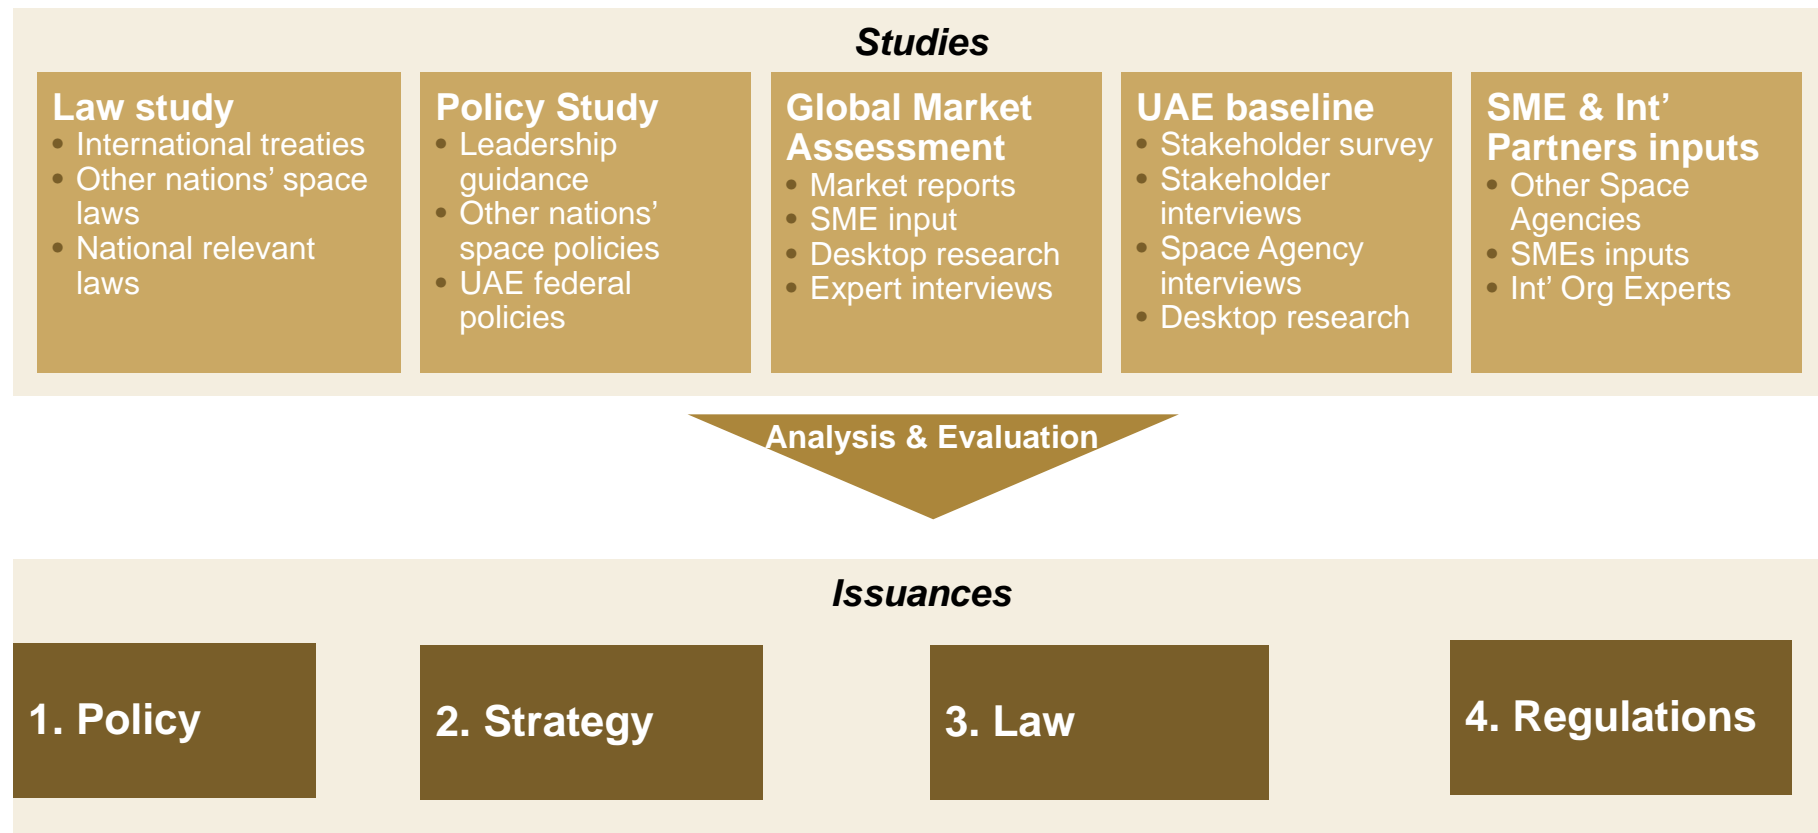 Studies
Law study
• International treaties
• Other nations’ space
laws
• National relevant
laws
Policy Study
• Leadership
guidance
• Other nations’
space policies
• UAE federal
policies
Global Market
Assessment
• Market reports
• SME input
• Desktop research
• Expert interviews
UAE baseline
• Stakeholder survey
• Stakeholder
interviews
• Space Agency
interviews
• Desktop research
SME & Int’
Partners inputs
• Other Space
Agencies
• SMEs inputs
• Int’ Org Experts
Analysis & Evaluation
Issuances
1. Policy
2. Strategy
3. Law
4. Regulations